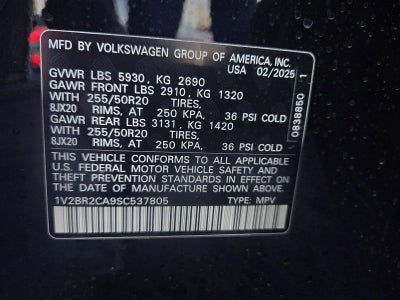 MFD BY VOLKSWAGEN GROUP OF AMERICA, INC.
USA 02/2025
GVWR LBS 5930, KG 2690
GAWR FRONT LBS 2910, KG 1320
WITH 255/50R20 TIRES,
8JX20 RIMS, AT 250 KPA, 36 PSI COLD
GAWR REAR LBS 3131, KG 1420
WITH 255/50R20 TIRES,
8JX20 RIMS, AT 250 KPA, 36 PSI COLD
THIS VEHICLE CONFORMS TO ALL APPLICABLE
U.S. FEDERAL MOTOR VEHICLE SAFETY AND
THEFT PREVENTION STANDARDS IN EFFECT ON
THE DATE OF MANUFACTURE SHOWN ABOVE.
1V2BR2CA9SC537805 TYPE: MPV
0838850 1